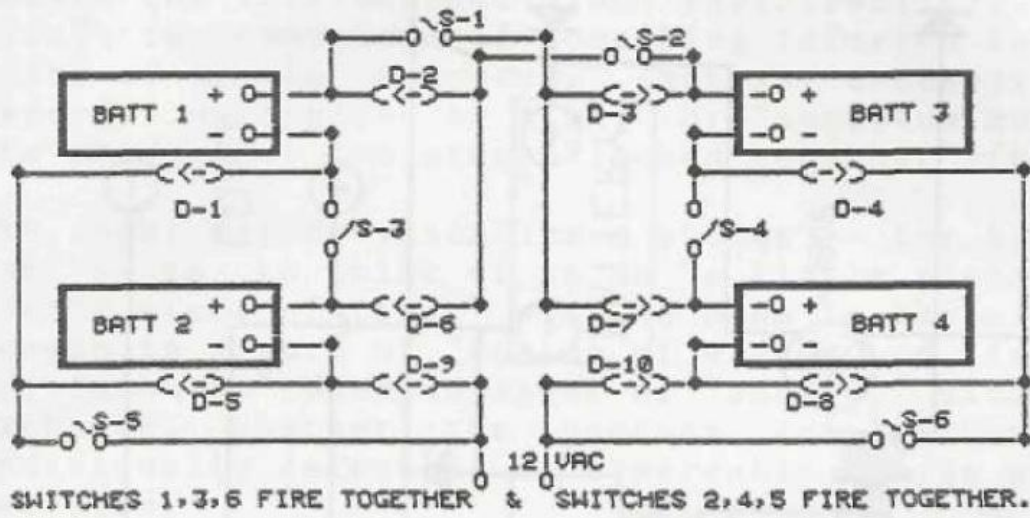 S-1
S-2
D-2
D-3
BATT 1 + -
BATT 3 + -
D-1
D-4
S-3
S-4
BATT 2 + -
BATT 4 + -
D-6
D-7
D-9
D-10
D-5
D-8
S-5
S-6
12 VAC
SWITCHES 1,3,6 FIRE TOGETHER & SWITCHES 2,4,5 FIRE TOGETHER.